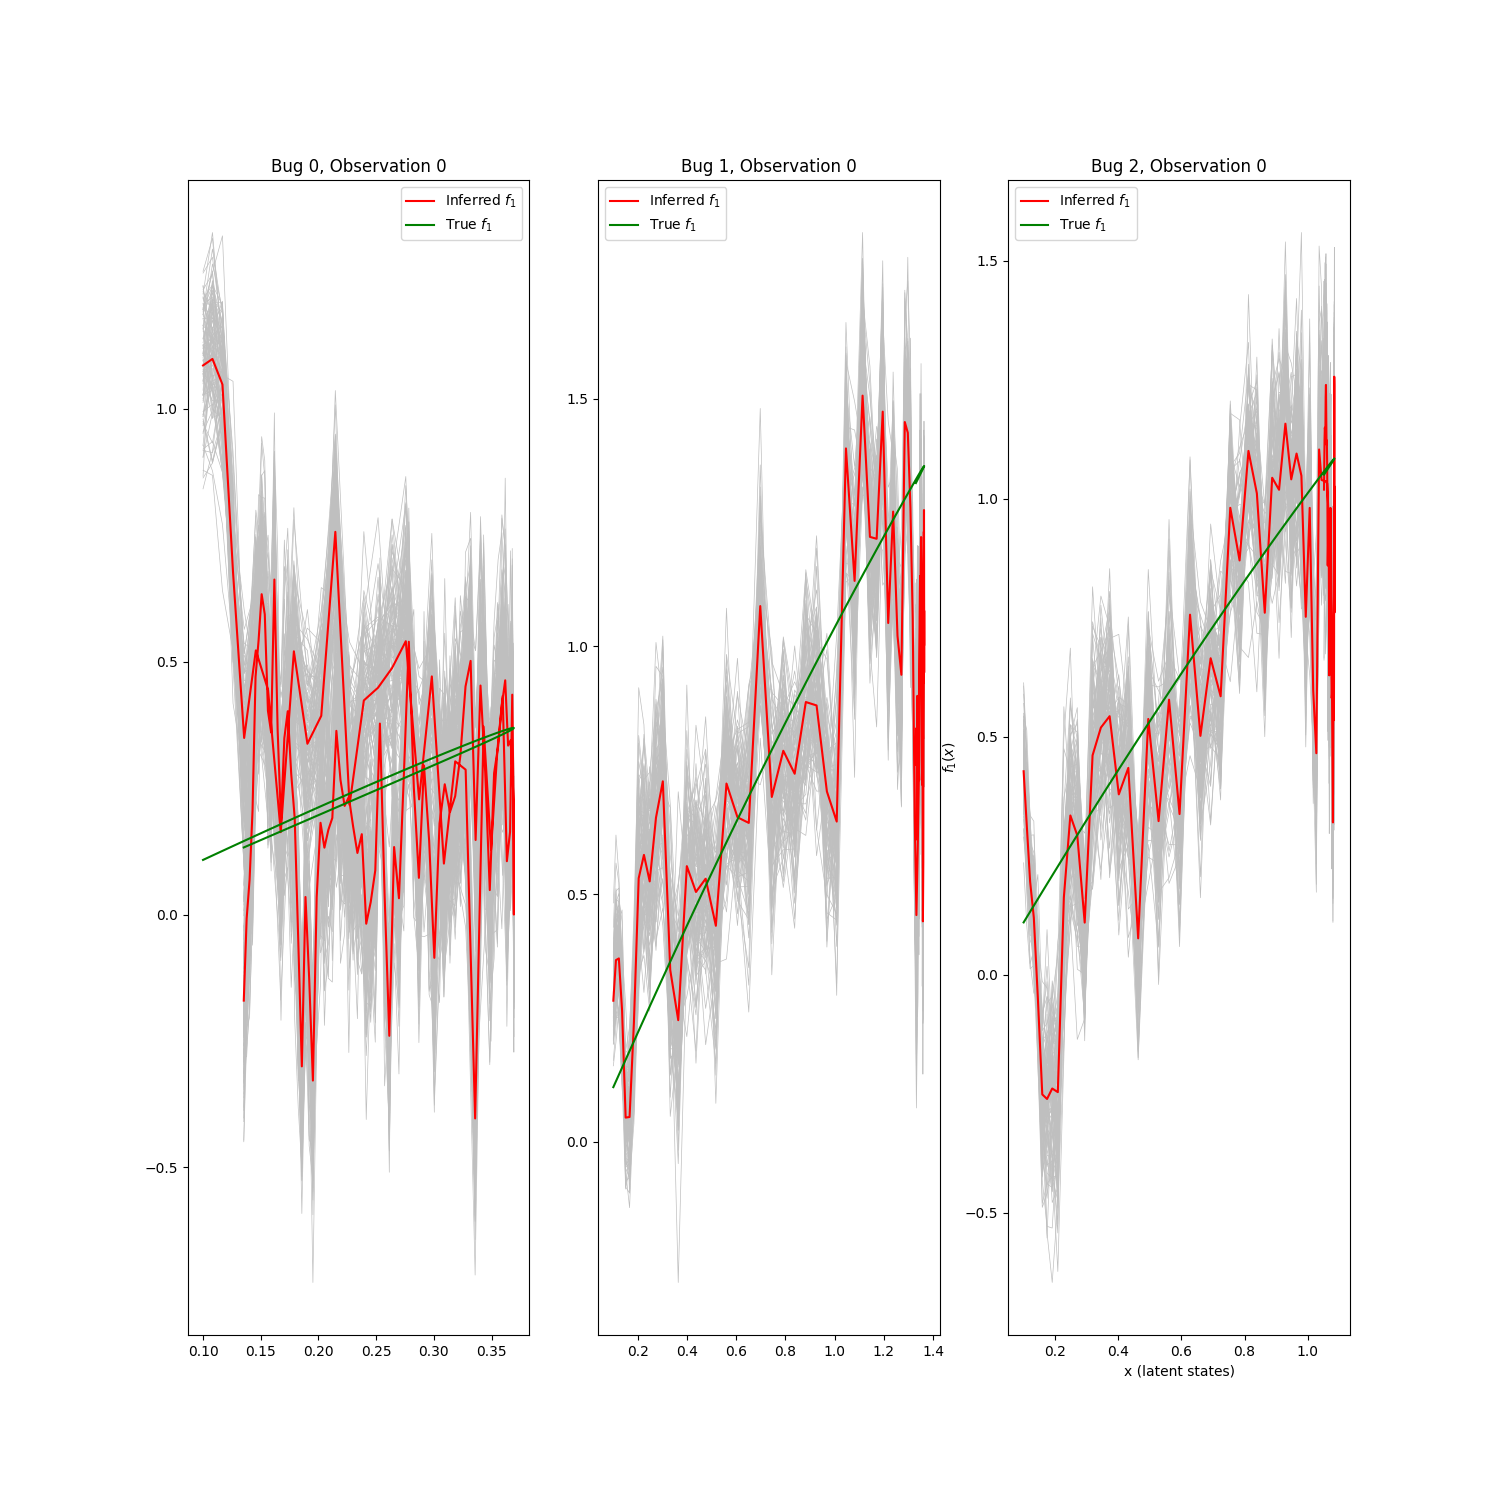 Bug 0, Observation 0
Inferred f₁
True f₁
1.0
0.5
0.0
−0.5
0.10 0.15 0.20 0.25 0.30 0.35
Bug 1, Observation 0
Inferred f₁
True f₁
1.5
1.0
0.5
0.0
0.2 0.4 0.6 0.8 1.0 1.2 1.4
Bug 2, Observation 0
Inferred f₁
True f₁
f₁(x)
1.5
1.0
0.5
0.0
−0.5
0.2 0.4 0.6 0.8 1.0
x (latent states)